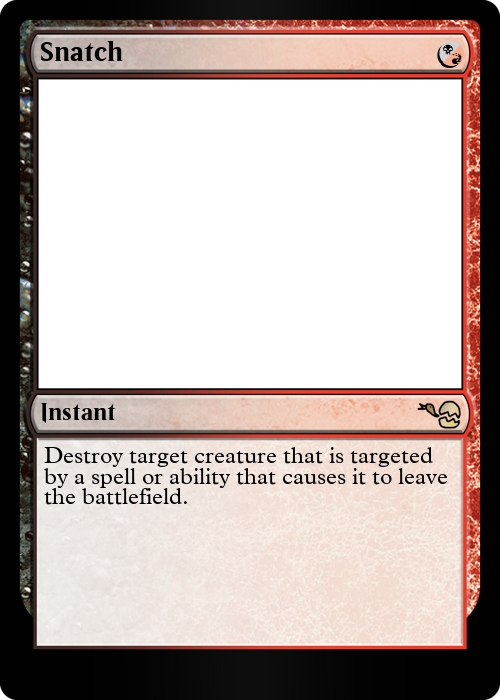 Snatch
Instant
Destroy target creature that is targeted
by a spell or ability that causes it to leave
the battlefield.